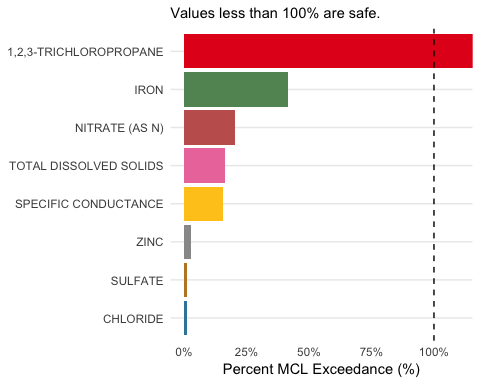 Values less than 100% are safe.
1,2,3-TRICHLOROPROPANE
IRON
NITRATE (AS N)
TOTAL DISSOLVED SOLIDS
SPECIFIC CONDUCTANCE
ZINC
SULFATE
CHLORIDE
0% 25% 50% 75% 100%
Percent MCL Exceedance (%)